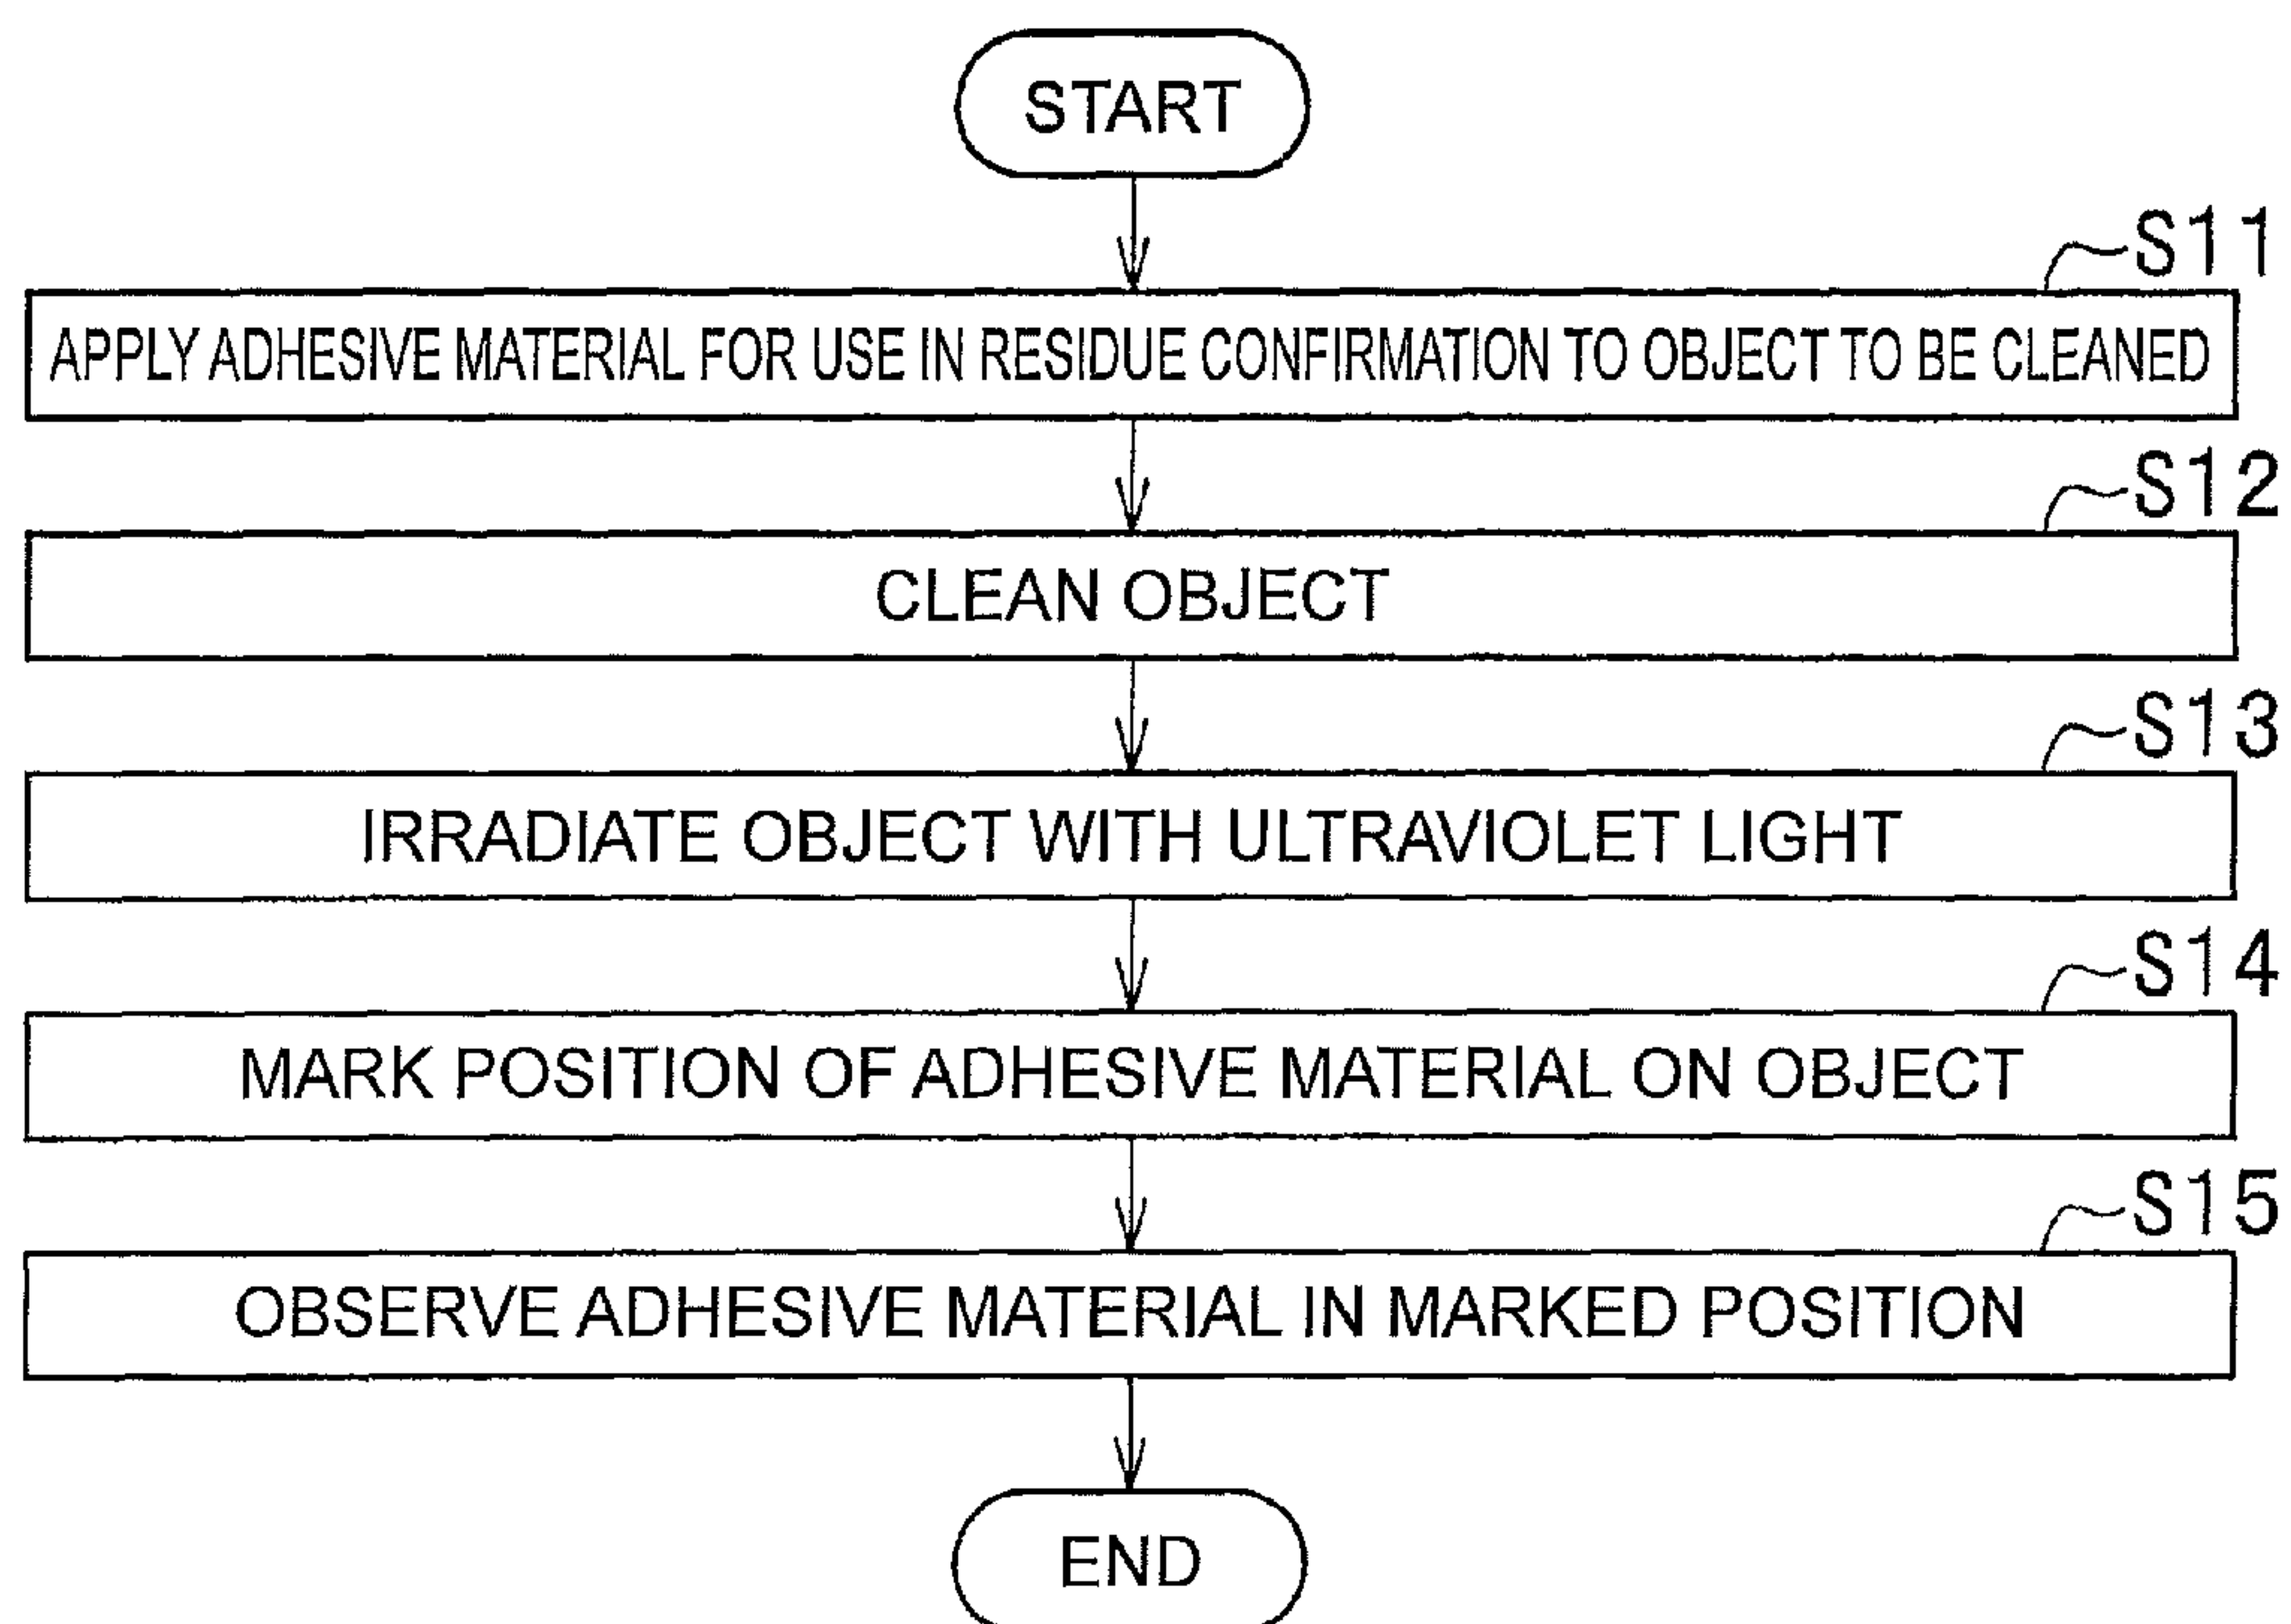 START
S11
APPLY ADHESIVE MATERIAL FOR USE IN RESIDUE CONFIRMATION TO OBJECT TO BE CLEANED
S12
CLEAN OBJECT
S13
IRRADIATE OBJECT WITH ULTRAVIOLET LIGHT
S14
MARK POSITION OF ADHESIVE MATERIAL ON OBJECT
S15
OBSERVE ADHESIVE MATERIAL IN MARKED POSITION
END